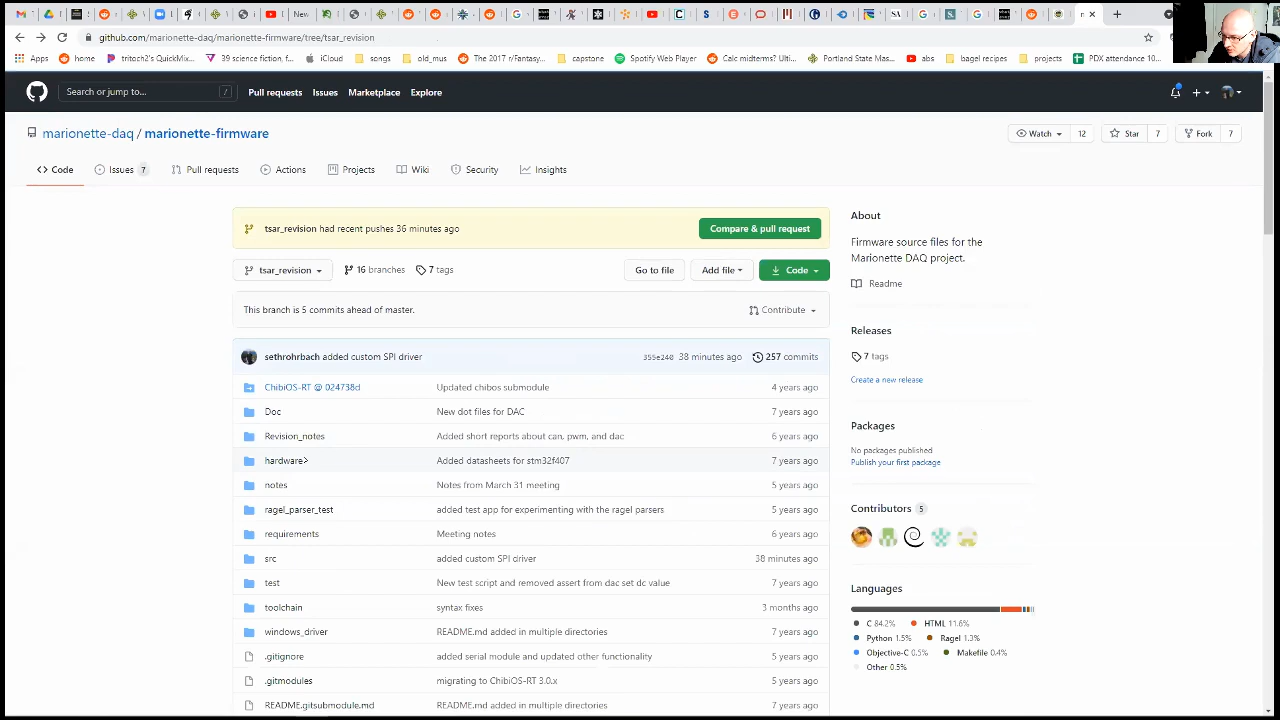 github.com/marionette-daq/marionette-firmware/tree/tsar_revision
Apps home tritoch2's QuickMix... 39 science fiction, f... iCloud songs old_mus The 2017 r/Fantasy... capstone Spotify Web Player Calc midterms? Ulti... Portland State Mas... abs bagel recipes projects PDX attendance 10...
Search or jump to... / Pull requests Issues Marketplace Explore
marionette-daq / marionette-firmware Watch 12 Star 7 Fork 7
Code Issues 7 Pull requests Actions Projects Wiki Security Insights
tsar_revision had recent pushes 36 minutes ago Compare & pull request
tsar_revision 16 branches 7 tags Go to file Add file Code
This branch is 5 commits ahead of master. Contribute
sethrohrbach added custom SPI driver 355e240 38 minutes ago 257 commits
ChibiOS-RT @ 024738d Updated chibos submodule 4 years ago
Doc New dot files for DAC 7 years ago
Revision_notes Added short reports about can, pwm, and dac 6 years ago
hardware Added datasheets for stm32f407 7 years ago
notes Notes from March 31 meeting 5 years ago
ragel_parser_test added test app for experimenting with the ragel parsers 5 years ago
requirements Meeting notes 6 years ago
src added custom SPI driver 38 minutes ago
test New test script and removed assert from dac set dc value 7 years ago
toolchain syntax fixes 3 months ago
windows_driver README.md added in multiple directories 7 years ago
.gitignore added serial module and updated other functionality 5 years ago
.gitmodules migrating to ChibiOS-RT 3.0.x 5 years ago
README.gitsubmodule.md README.md added in multiple directories 7 years ago
About
Firmware source files for the
Marionette DAQ project.
Readme
Releases
7 tags
Create a new release
Packages
No packages published
Publish your first package
Contributors 5
Languages
C 84.2% HTML 11.6%
Python 1.5% Ragel 1.3%
Objective-C 0.5% Makefile 0.4%
Other 0.5%